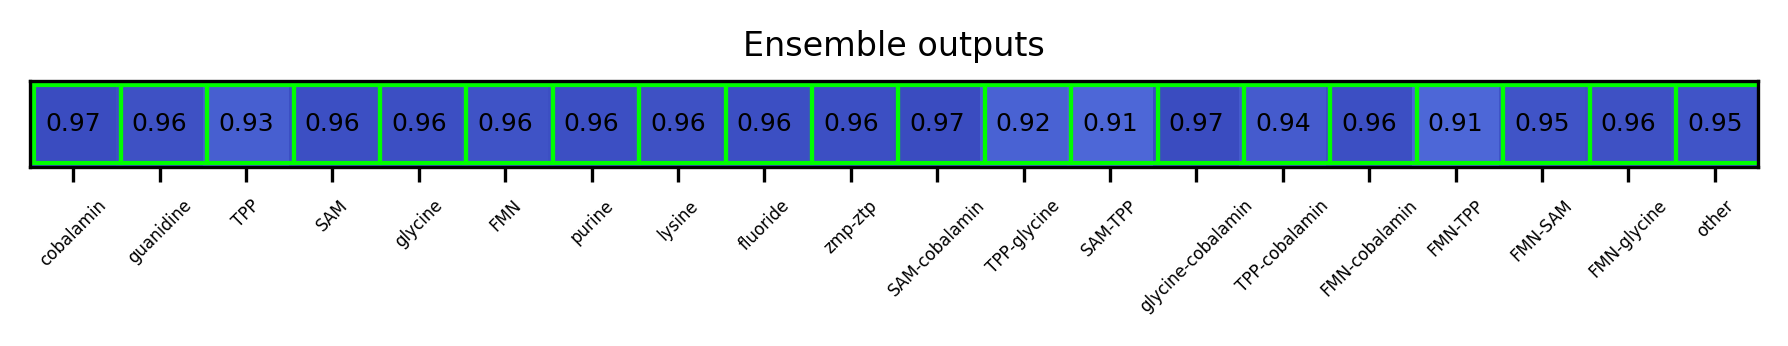 Ensemble outputs
0.97 0.96 0.93 0.96 0.96 0.96 0.96 0.96 0.96 0.96 0.97 0.92 0.91 0.97 0.94 0.96 0.91 0.95 0.96 0.95
cobalamin guanidine TPP SAM glycine FMN purine lysine fluoride zmp-ztp SAM-cobalamin TPP-glycine SAM-TPP glycine-cobalamin TPP-cobalamin FMN-cobalamin FMN-TPP FMN-SAM FMN-glycine other